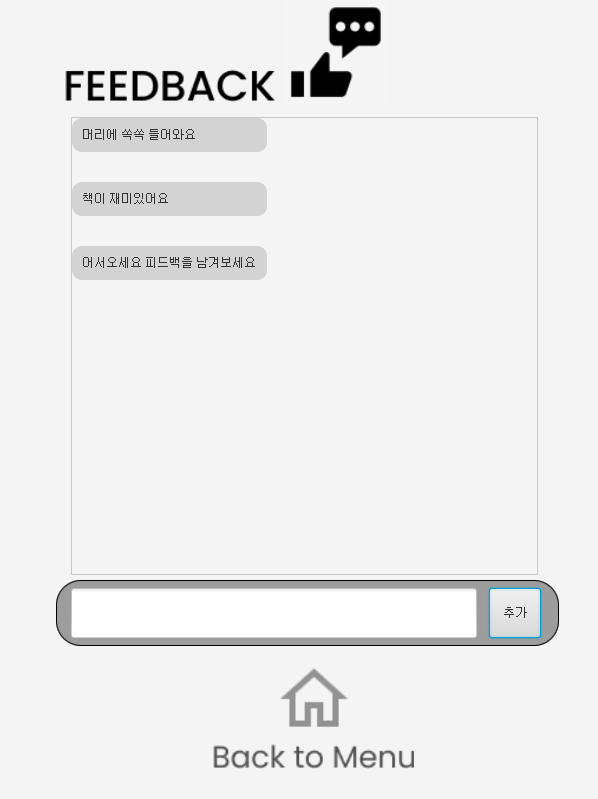 FEEDBACK
머리에 쏙쏙 들어와요
책이 재미있어요
어서오세요 피드백을 남겨보세요
추가
Back to Menu